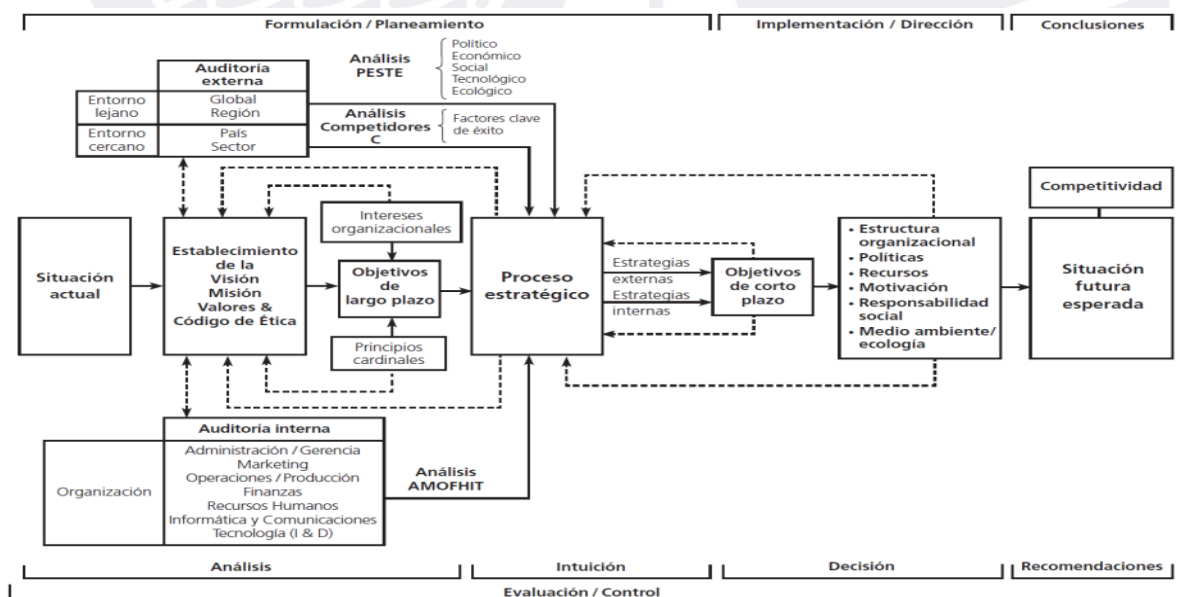 Formulación / Planeamiento
Implementación / Dirección
Conclusiones
Auditoría
externa
Entorno
lejano
Global
Región
Entorno
cercano
País
Sector
Análisis
PESTE
Político
Económico
Social
Tecnológico
Ecológico
Análisis
Competidores
C
Factores clave
de éxito
Situación
actual
Establecimiento
de la
Visión
Misión
Valores &
Código de Ética
Intereses
organizacionales
Objetivos
de
largo plazo
Principios
cardinales
Proceso
estratégico
Estrategias
externas
Estrategias
internas
Objetivos
de corto
plazo
• Estructura
organizacional
• Políticas
• Recursos
• Motivación
• Responsabilidad
social
• Medio ambiente/
ecología
Competitividad
Situación
futura
esperada
Auditoría interna
Organización
Administración / Gerencia
Marketing
Operaciones / Producción
Finanzas
Recursos Humanos
Informática y Comunicaciones
Tecnología (I & D)
Análisis
AMOFHIT
Análisis
Intuición
Decisión
Recomendaciones
Evaluación / Control